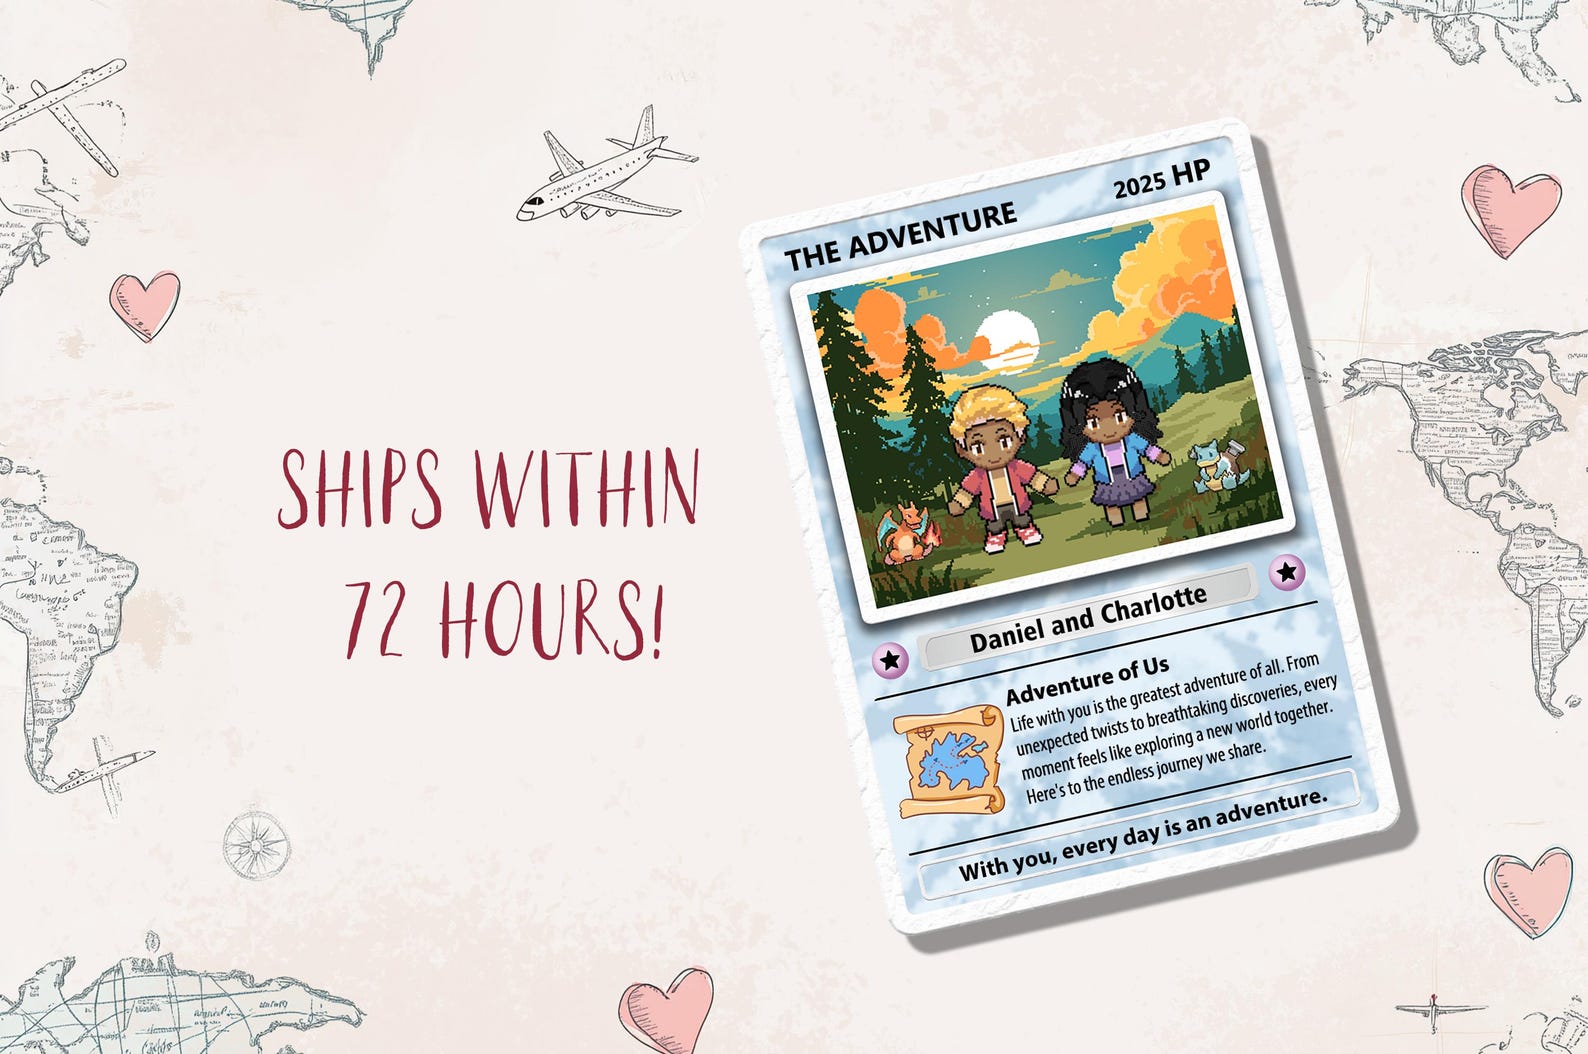 SHIPS WITHIN
72 HOURS!
THE ADVENTURE
2025 HP
Daniel and Charlotte
Adventure of Us
Life with you is the greatest adventure of all. From
unexpected twists to breathtaking discoveries, every
moment feels like exploring a new world together.
Here's to the endless journey we share.
With you, every day is an adventure.